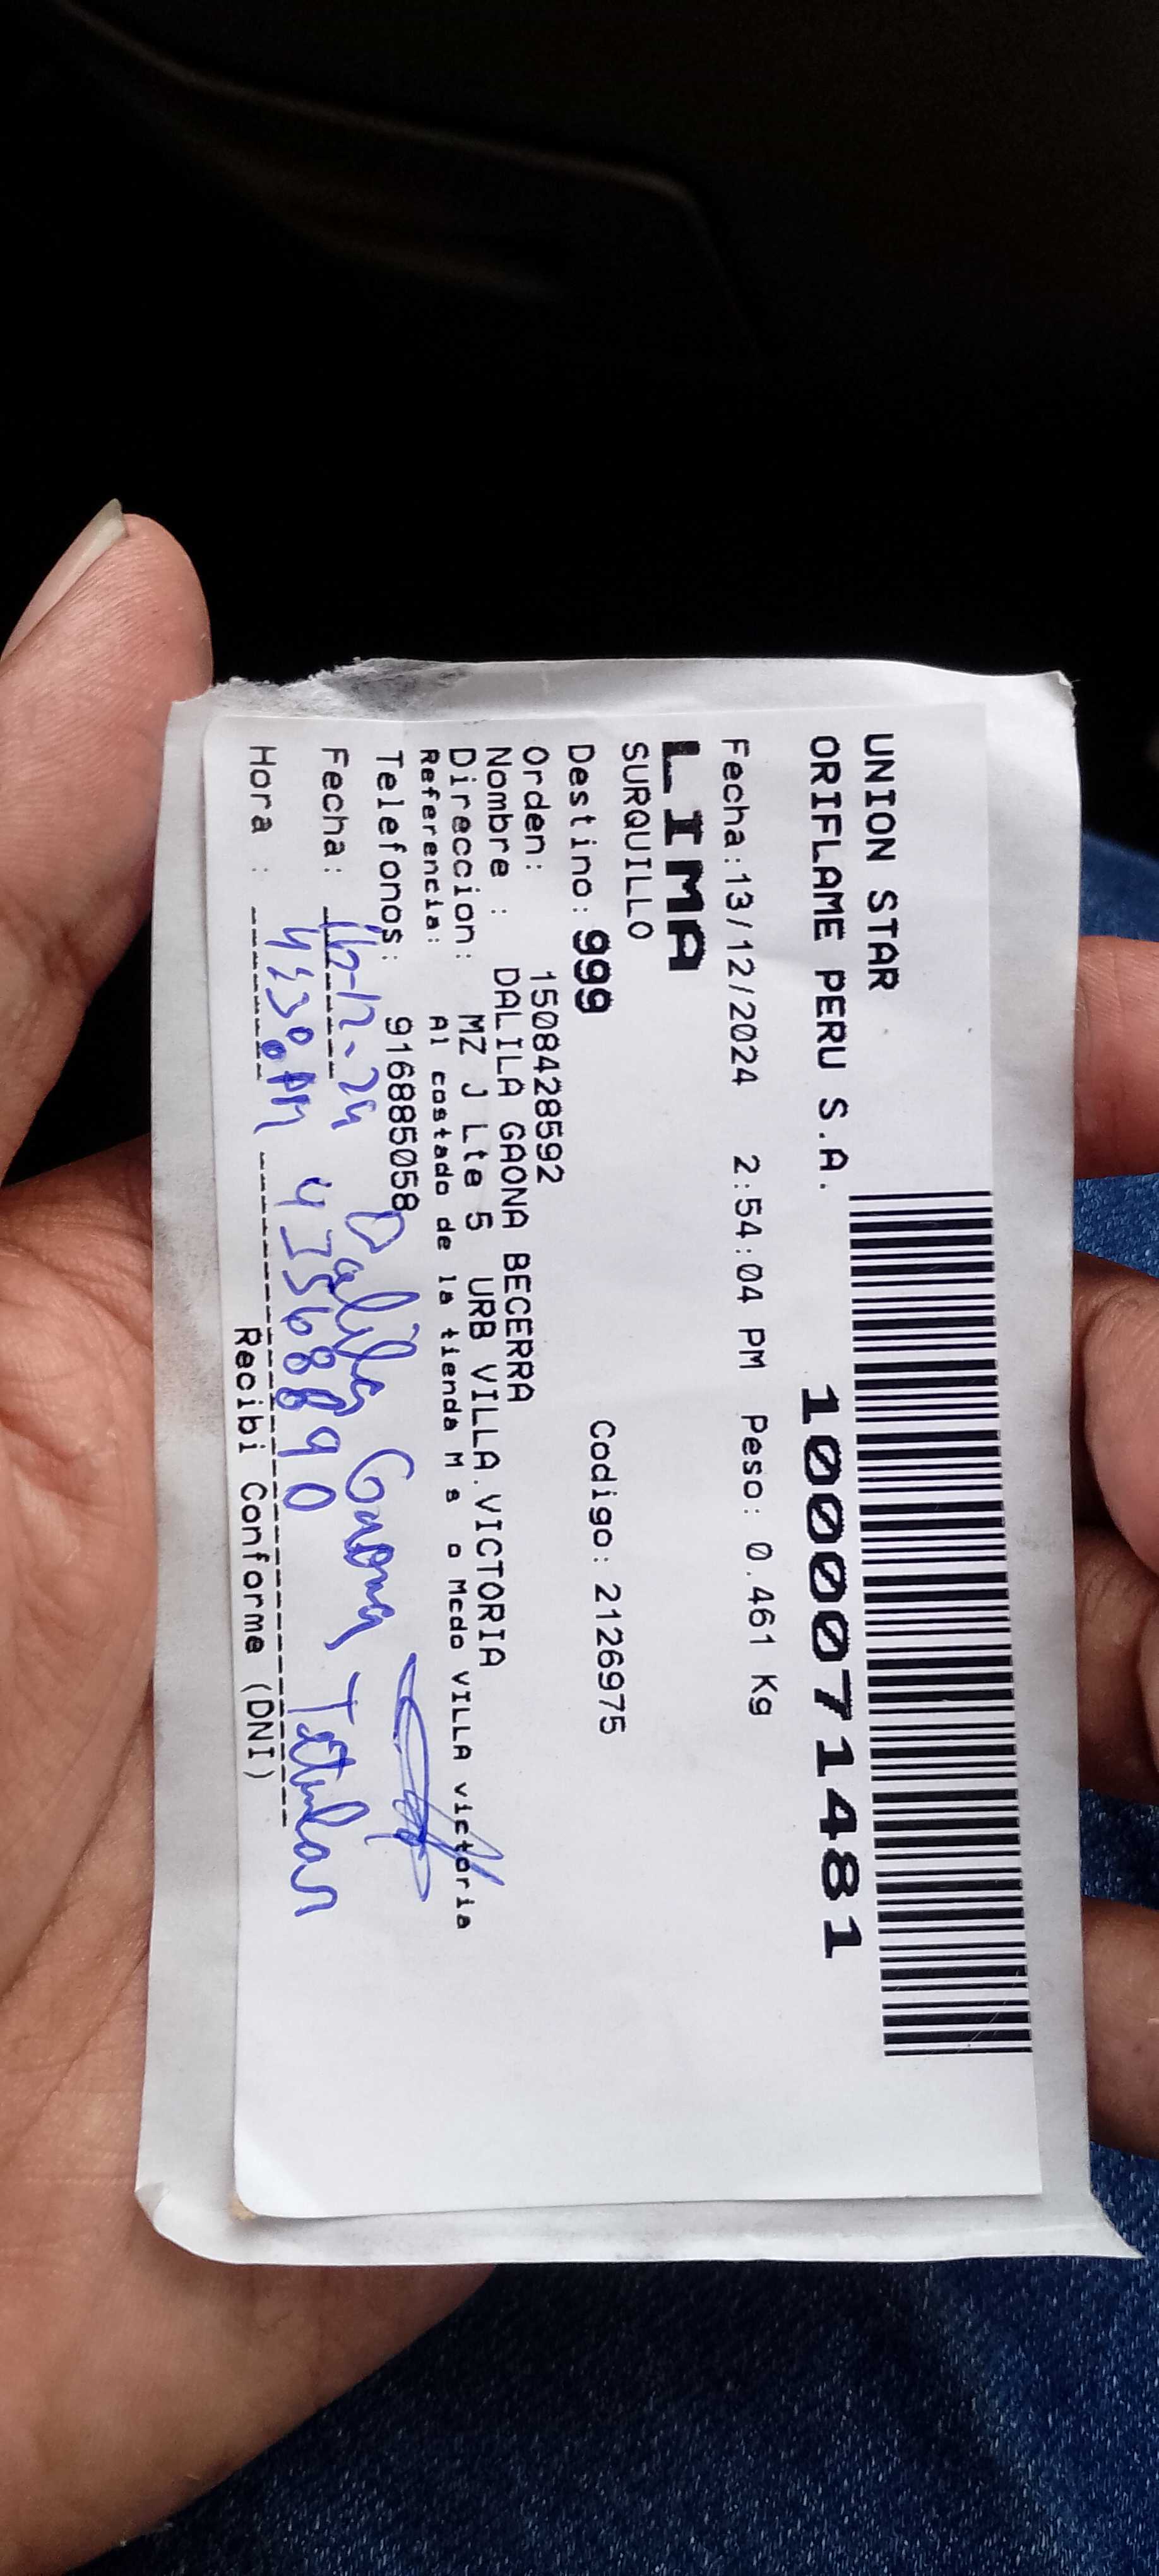 UNION STAR
ORIFLAME PERU S.A.
1000071481
Fecha:13/12/2024 2:54:04 PM Peso: 0.461 Kg
LIMA
SURQUILLO
Destino: 999 Codigo: 2126975
Orden: 1508428592
Nombre : DALILA GAONA BECERRA
Direccion: MZ J Lte 5 URB VILLA.VICTORIA
Referencia: Al costado de la tienda M s o Mcdo VILLA victoria
Telefonos: 916885058
Fecha: 16-12-24 Dalila Gaona Titular
Hora : 4:30 PM 43568890
Recibi Conforme (DNI)